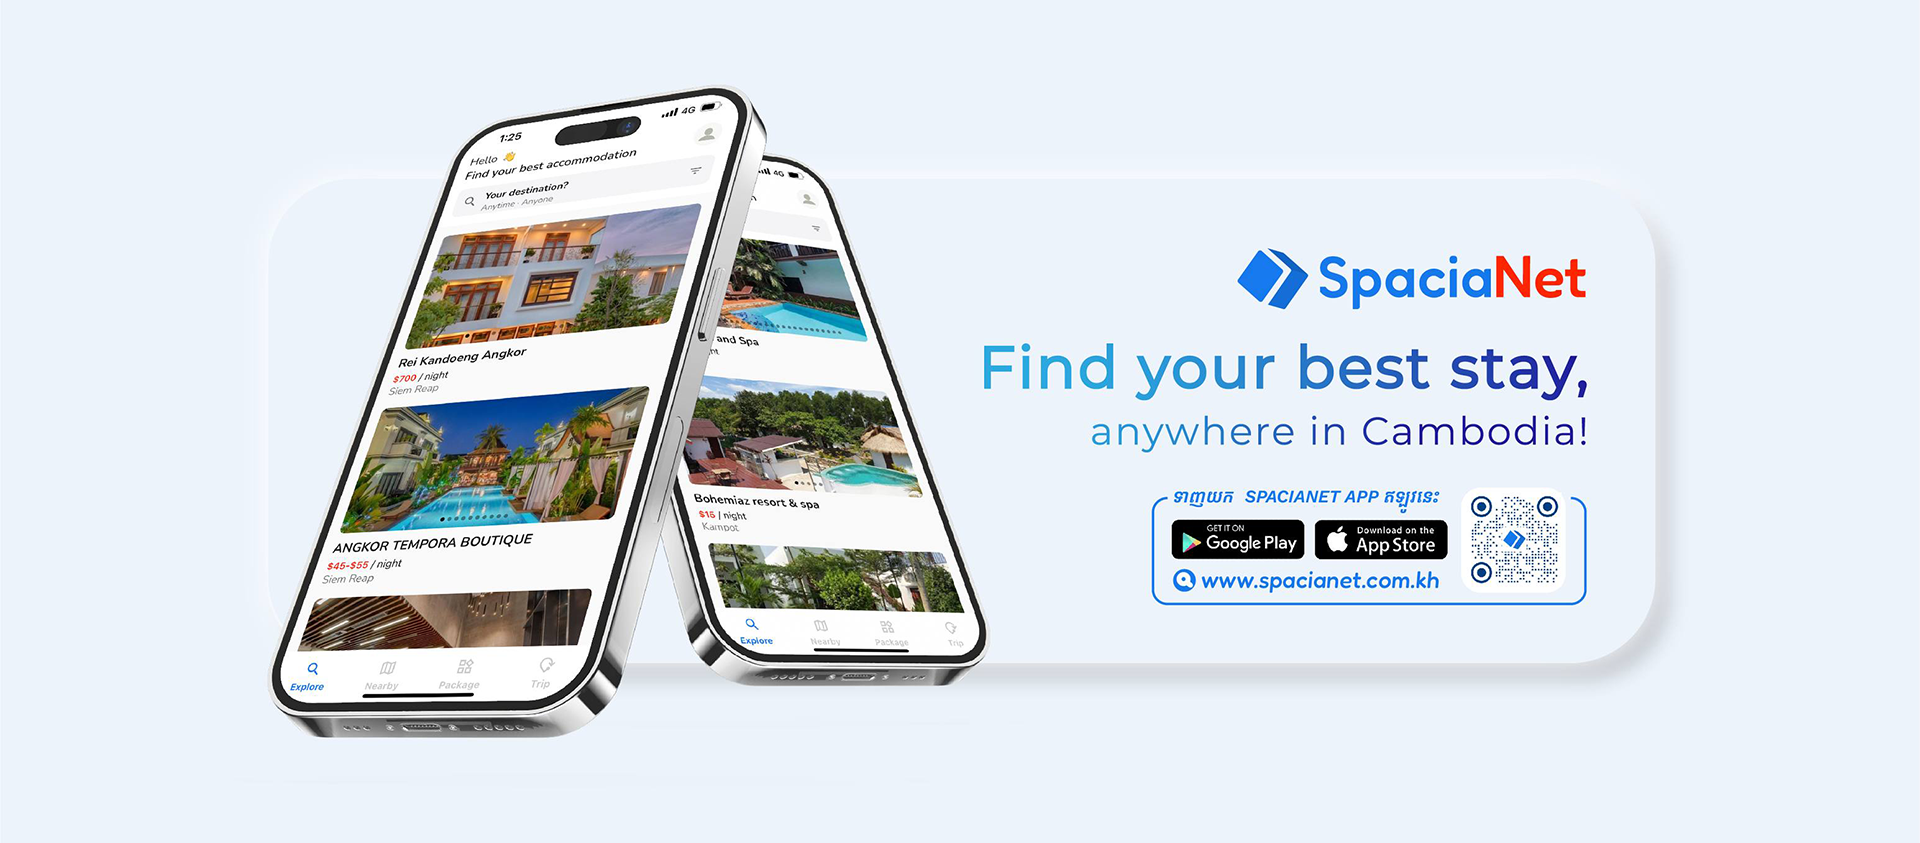 1:25
4G
Hello 👋
Find your best accommodation
Your destination?
Anytime · Anyone
Rei Kandoeng Angkor
$700 / night
Siem Reap
ANGKOR TEMPORA BOUTIQUE
$45-$55 / night
Siem Reap
Explore
Nearby
Package
Trip
4G
and Spa
Bohemiaz resort & spa
$15 / night
Kampot
Explore
Nearby
Package
Trip
SpaciaNet
Find your best stay,
anywhere in Cambodia!
ទាញយក SPACIANET APP ឥឡូវនេះ
GET IT ON
Google Play
Download on the
App Store
www.spacianet.com.kh